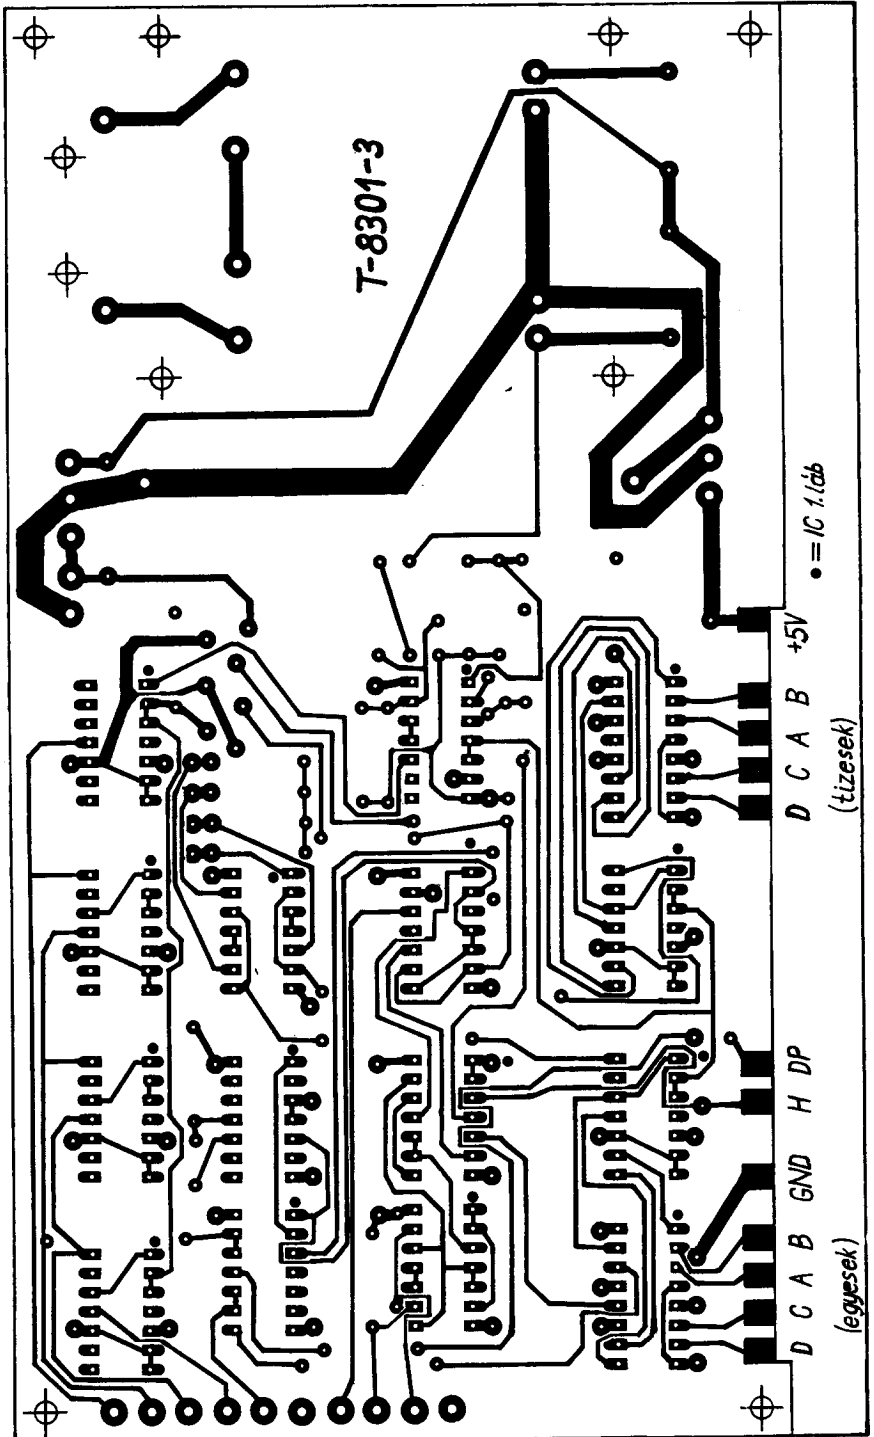 T-8301-3
• = IC 1. láb
+5V
D C A B
(tizesek)
H DP
GND
D C A B
(egyesek)